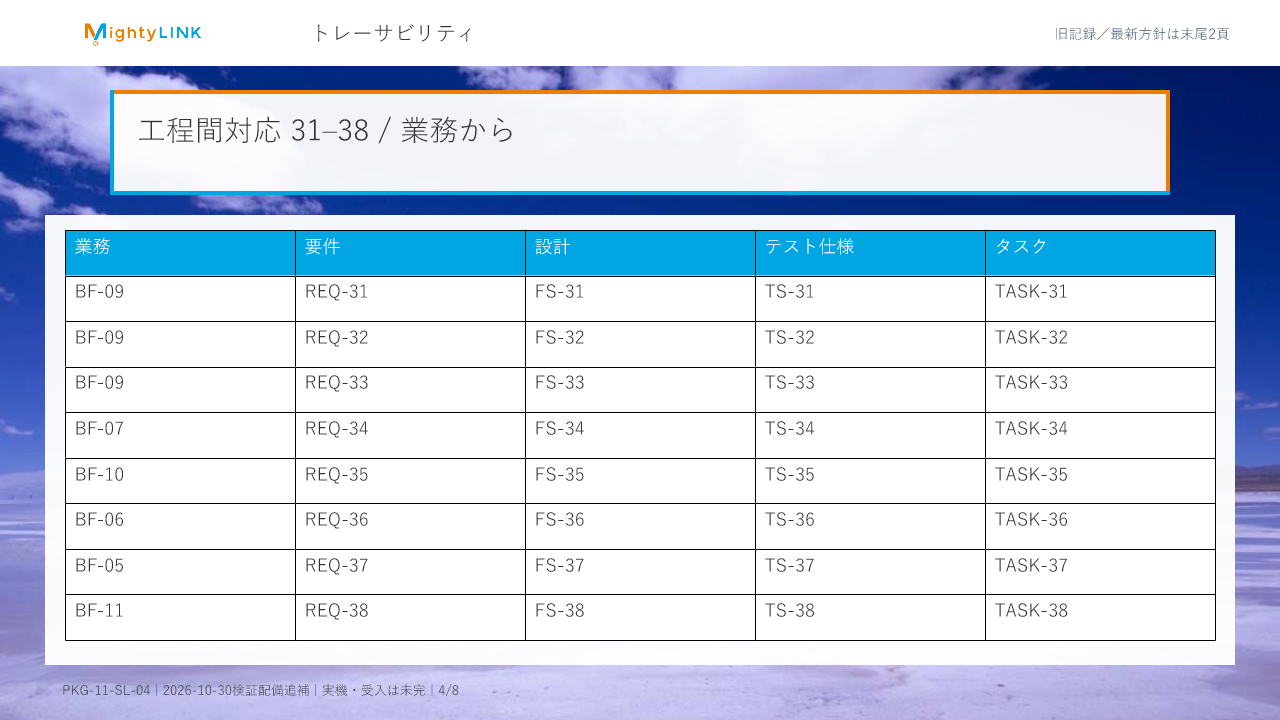 MightyLINK
トレーサビリティ
旧記録／最新方針は末尾2頁
工程間対応 31–38 / 業務から
業務 要件 設計 テスト仕様 タスク
BF-09 REQ-31 FS-31 TS-31 TASK-31
BF-09 REQ-32 FS-32 TS-32 TASK-32
BF-09 REQ-33 FS-33 TS-33 TASK-33
BF-07 REQ-34 FS-34 TS-34 TASK-34
BF-10 REQ-35 FS-35 TS-35 TASK-35
BF-06 REQ-36 FS-36 TS-36 TASK-36
BF-05 REQ-37 FS-37 TS-37 TASK-37
BF-11 REQ-38 FS-38 TS-38 TASK-38
PKG-11-SL-04 | 2026-10-30検証配備追補 | 実機・受入は未完 | 4/8